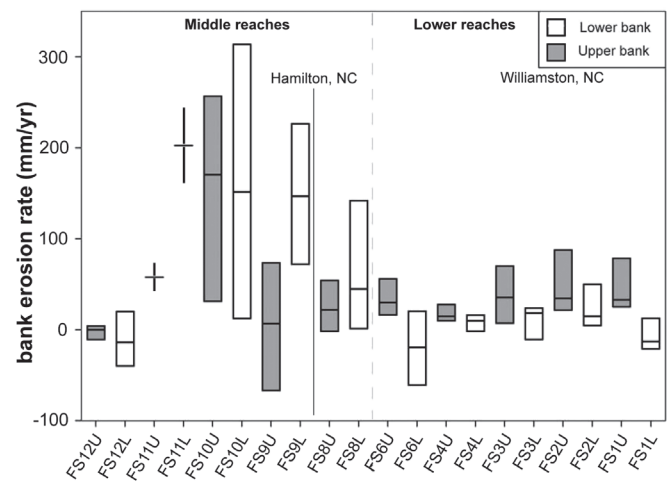 Middle reaches
Lower reaches
Lower bank
Upper bank
Hamilton, NC
Williamston, NC
bank erosion rate (mm/yr)
300
200
100
0
-100
FS12U
FS12L
FS11U
FS11L
FS10U
FS10L
FS9U
FS9L
FS8U
FS8L
FS6U
FS6L
FS4U
FS4L
FS3U
FS3L
FS2U
FS2L
FS1U
FS1L